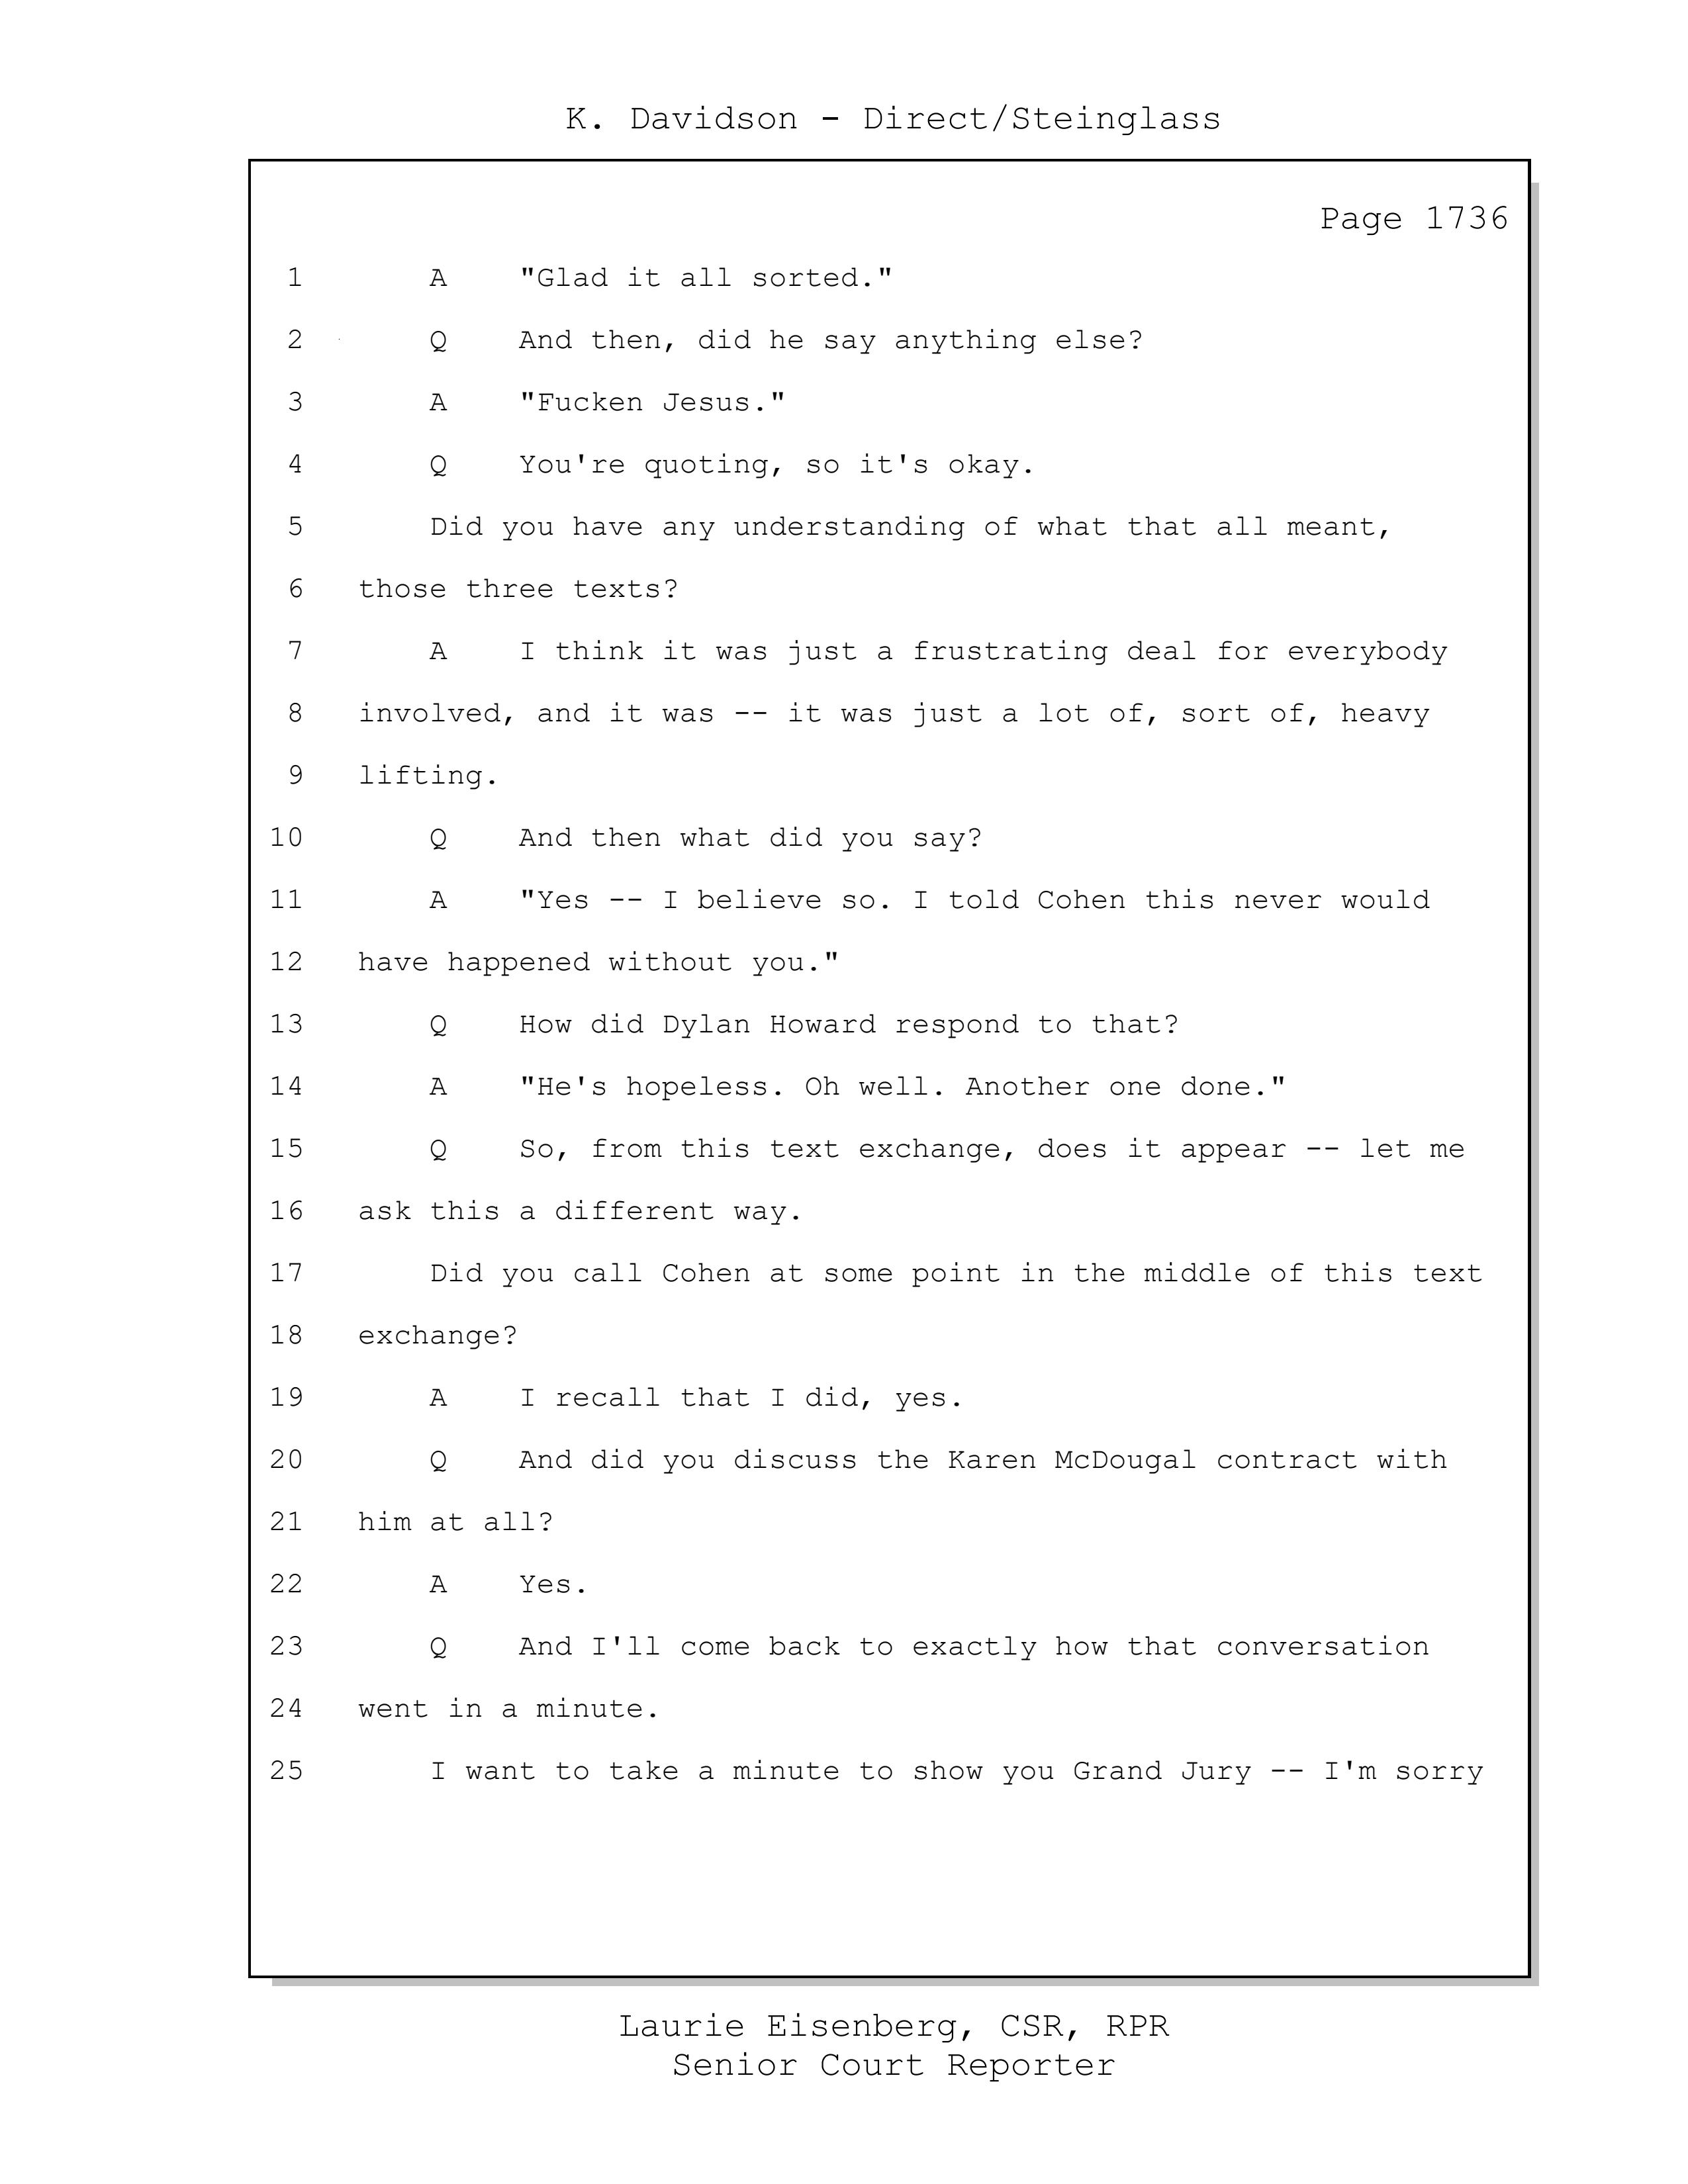 K. Davidson - Direct/Steinglass
Page 1736
1 A "Glad it all sorted."
2 Q And then, did he say anything else?
3 A "Fucken Jesus."
4 Q You're quoting, so it's okay.
5 Did you have any understanding of what that all meant,
6 those three texts?
7 A I think it was just a frustrating deal for everybody
8 involved, and it was -- it was just a lot of, sort of, heavy
9 lifting.
10 Q And then what did you say?
11 A "Yes -- I believe so. I told Cohen this never would
12 have happened without you."
13 Q How did Dylan Howard respond to that?
14 A "He's hopeless. Oh well. Another one done."
15 Q So, from this text exchange, does it appear -- let me
16 ask this a different way.
17 Did you call Cohen at some point in the middle of this text
18 exchange?
19 A I recall that I did, yes.
20 Q And did you discuss the Karen McDougal contract with
21 him at all?
22 A Yes.
23 Q And I'll come back to exactly how that conversation
24 went in a minute.
25 I want to take a minute to show you Grand Jury -- I'm sorry
Laurie Eisenberg, CSR, RPR
Senior Court Reporter